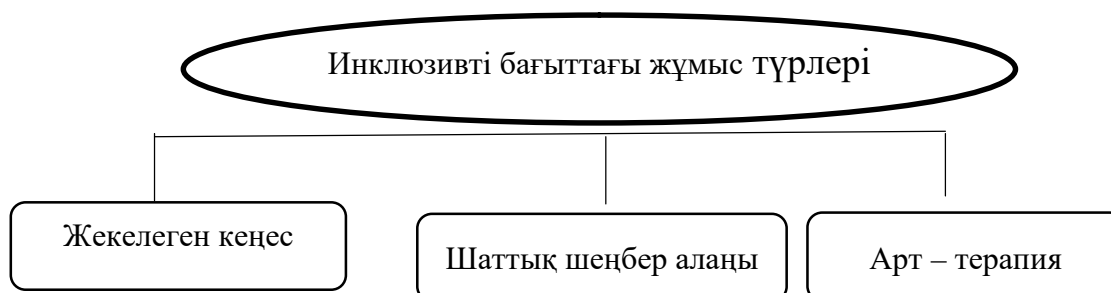 Инклюзивті бағыттағы жұмыс түрлері
Жекелеген кеңес
Шаттық шеңбер алаңы
Арт – терапия